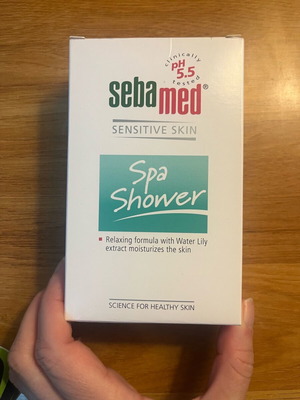 clinically
pH
5.5
tested
sebamed®
SENSITIVE SKIN
Spa
Shower
Relaxing formula with Water Lily
extract moisturizes the skin
SCIENCE FOR HEALTHY SKIN